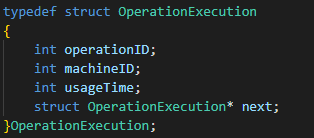 typedef struct OperationExecution
{
    int operationID;
    int machineID;
    int usageTime;
    struct OperationExecution* next;
}OperationExecution;